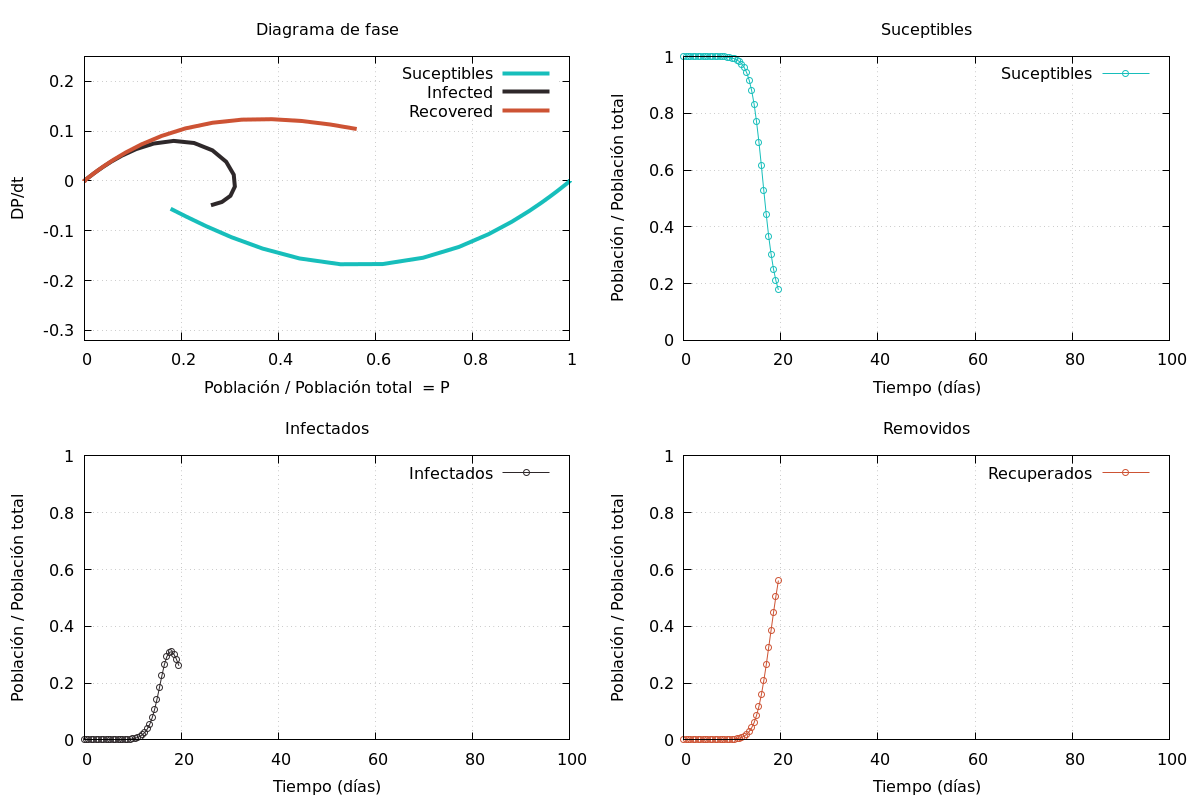 Diagrama de fase
Suceptibles
Infected
Recovered
0.2
0.1
0
-0.1
-0.2
-0.3
DP/dt
0 0.2 0.4 0.6 0.8 1
Población / Población total = P
Suceptibles
Suceptibles
1
0.8
0.6
0.4
0.2
0
Población / Población total
0 20 40 60 80 100
Tiempo (días)
Infectados
Infectados
1
0.8
0.6
0.4
0.2
0
Población / Población total
0 20 40 60 80 100
Tiempo (días)
Removidos
Recuperados
1
0.8
0.6
0.4
0.2
0
Población / Población total
0 20 40 60 80 100
Tiempo (días)